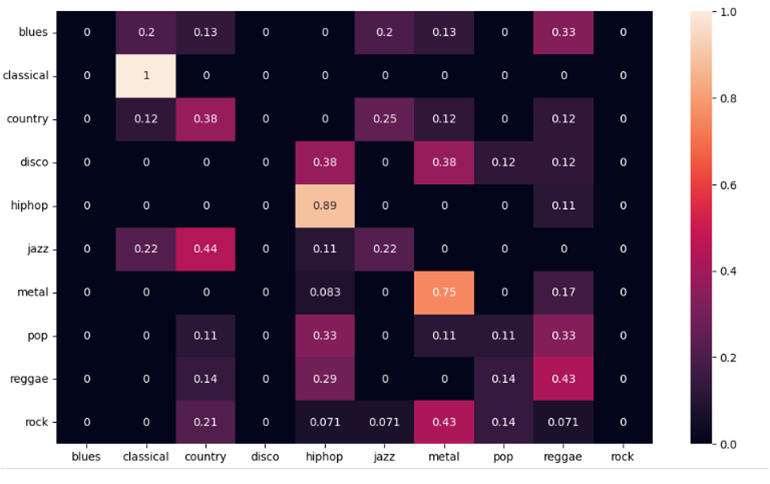 blues 0 0.2 0.13 0 0 0.2 0.13 0 0.33 0
classical 0 1 0 0 0 0 0 0 0 0
country 0 0.12 0.38 0 0 0.25 0.12 0 0.12 0
disco 0 0 0 0 0.38 0 0.38 0.12 0.12 0
hiphop 0 0 0 0 0.89 0 0 0 0.11 0
jazz 0 0.22 0.44 0 0.11 0.22 0 0 0 0
metal 0 0 0 0 0.083 0 0.75 0 0.17 0
pop 0 0 0.11 0 0.33 0 0.11 0.11 0.33 0
reggae 0 0 0.14 0 0.29 0 0 0.14 0.43 0
rock 0 0 0.21 0 0.071 0.071 0.43 0.14 0.071 0
blues classical country disco hiphop jazz metal pop reggae rock
1.0
0.8
0.6
0.4
0.2
0.0